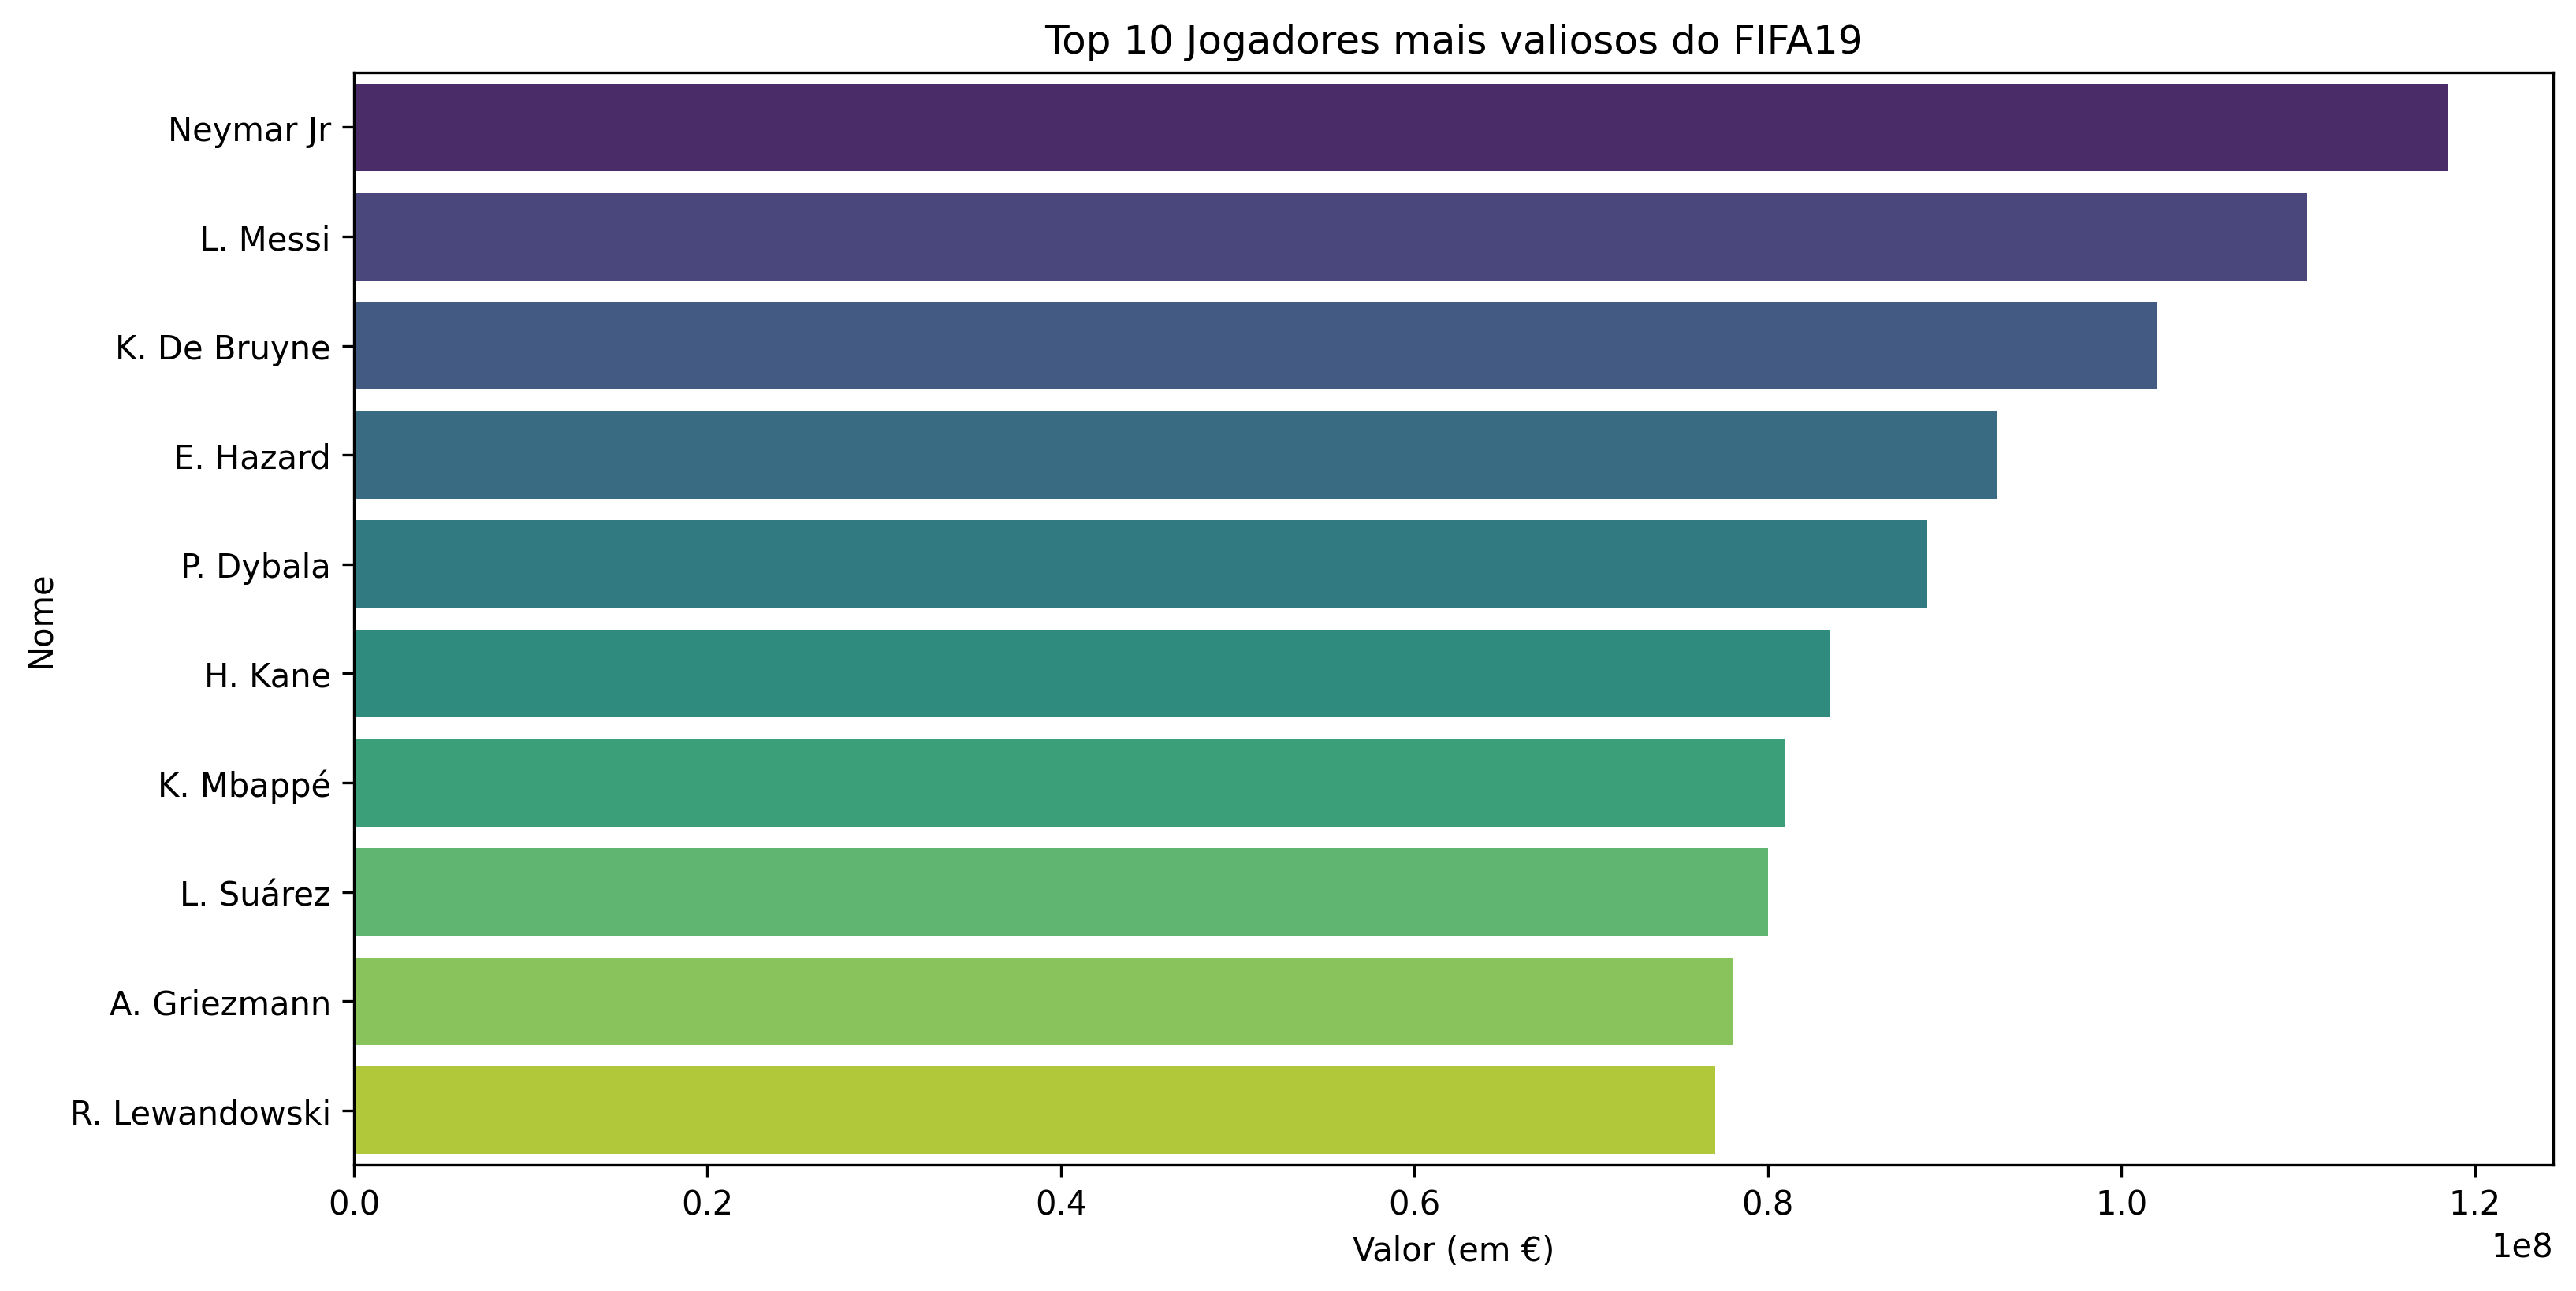 Top 10 Jogadores mais valiosos do FIFA19
Nome
Neymar Jr
L. Messi
K. De Bruyne
E. Hazard
P. Dybala
H. Kane
K. Mbappé
L. Suárez
A. Griezmann
R. Lewandowski
0.0 0.2 0.4 0.6 0.8 1.0 1.2
Valor (em €)
1e8